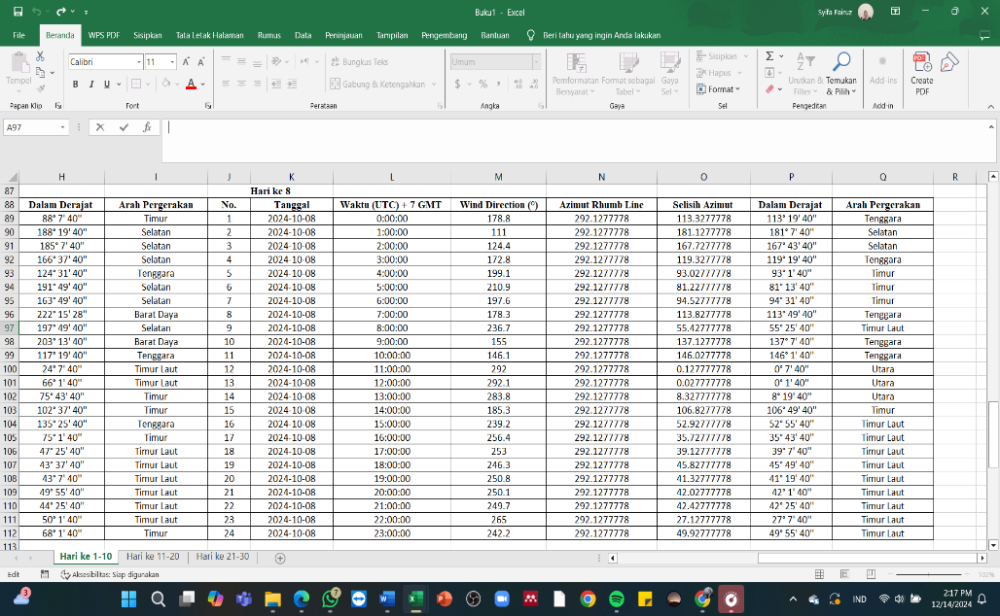 Buku1 - Excel
Syifa Fairuz
File Beranda WPS PDF Sisipkan Tata Letak Halaman Rumus Data Peninjauan Tampilan Pengembang Bantuan Beri tahu yang ingin Anda lakukan
Tempel
Calibri 11
B I U
Bungkus Teks
Gabung & Ketengahkan
Umum
$ % ,
Pemformatan Bersyarat
Format sebagai Tabel
Gaya Sel
Sisipkan
Hapus
Format
Urutkan & Filter
Temukan & Pilih
Add-ins
Create PDF
Papan Klip Font Perataan Angka Gaya Sel Pengeditan Add-in
A97 fx
H I J K L M N O P Q R
87 Hari ke 8
88 Dalam Derajat Arah Pergerakan No. Tanggal Waktu (UTC) + 7 GMT Wind Direction (°) Azimut Rhumb Line Selisih Azimut Dalam Derajat Arah Pergerakan
89 88° 7' 40" Timur 1 2024-10-08 0:00:00 178.8 292.1277778 113.3277778 113° 19' 40" Tenggara
90 188° 19' 40" Selatan 2 2024-10-08 1:00:00 111 292.1277778 181.1277778 181° 7' 40" Selatan
91 185° 7' 40" Selatan 3 2024-10-08 2:00:00 124.4 292.1277778 167.7277778 167° 43' 40" Selatan
92 166° 37' 40" Selatan 4 2024-10-08 3:00:00 172.8 292.1277778 119.3277778 119° 19' 40" Tenggara
93 124° 31' 40" Tenggara 5 2024-10-08 4:00:00 199.1 292.1277778 93.02777778 93° 1' 40" Timur
94 191° 49' 40" Selatan 6 2024-10-08 5:00:00 210.9 292.1277778 81.22777778 81° 13' 40" Timur
95 163° 49' 40" Selatan 7 2024-10-08 6:00:00 197.6 292.1277778 94.52777778 94° 31' 40" Timur
96 222° 15' 28" Barat Daya 8 2024-10-08 7:00:00 178.3 292.1277778 113.8277778 113° 49' 40" Tenggara
97 197° 49' 40" Selatan 9 2024-10-08 8:00:00 236.7 292.1277778 55.42777778 55° 25' 40" Timur Laut
98 203° 13' 40" Barat Daya 10 2024-10-08 9:00:00 155 292.1277778 137.1277778 137° 7' 40" Tenggara
99 117° 19' 40" Tenggara 11 2024-10-08 10:00:00 146.1 292.1277778 146.0277778 146° 1' 40" Tenggara
100 24° 7' 40" Timur Laut 12 2024-10-08 11:00:00 292 292.1277778 0.127777778 0° 7' 40" Utara
101 66° 1' 40" Timur Laut 13 2024-10-08 12:00:00 292.1 292.1277778 0.027777778 0° 1' 40" Utara
102 75° 43' 40" Timur 14 2024-10-08 13:00:00 283.8 292.1277778 8.327777778 8° 19' 40" Utara
103 102° 37' 40" Timur 15 2024-10-08 14:00:00 185.3 292.1277778 106.8277778 106° 49' 40" Timur
104 135° 25' 40" Tenggara 16 2024-10-08 15:00:00 239.2 292.1277778 52.92777778 52° 55' 40" Timur Laut
105 75° 1' 40" Timur 17 2024-10-08 16:00:00 256.4 292.1277778 35.72777778 35° 43' 40" Timur Laut
106 47° 25' 40" Timur Laut 18 2024-10-08 17:00:00 253 292.1277778 39.12777778 39° 7' 40" Timur Laut
107 43° 37' 40" Timur Laut 19 2024-10-08 18:00:00 246.3 292.1277778 45.82777778 45° 49' 40" Timur Laut
108 43° 7' 40" Timur Laut 20 2024-10-08 19:00:00 250.8 292.1277778 41.32777778 41° 19' 40" Timur Laut
109 49° 55' 40" Timur Laut 21 2024-10-08 20:00:00 250.1 292.1277778 42.02777778 42° 1' 40" Timur Laut
110 44° 25' 40" Timur Laut 22 2024-10-08 21:00:00 249.7 292.1277778 42.42777778 42° 25' 40" Timur Laut
111 50° 1' 40" Timur Laut 23 2024-10-08 22:00:00 265 292.1277778 27.12777778 27° 7' 40" Timur Laut
112 68° 1' 40" Timur 24 2024-10-08 23:00:00 242.2 292.1277778 49.92777778 49° 55' 40" Timur Laut
113
Hari ke 1-10 Hari ke 11-20 Hari ke 21-30
Edit Aksesibilitas: Siap digunakan 102%
3 7 IND 2:17 PM
12/14/2024